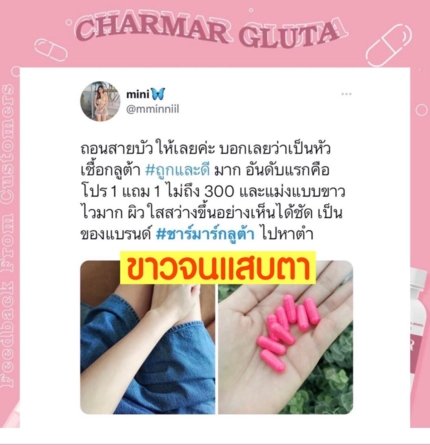 CHARMAR GLUTA
Feedback From Customers
mini🦋
@mminniil
ถอนสายบัว ให้เลยค่ะ บอกเลยว่าเป็นหัว
เชื้อกลูต้า #ถูกและดี มาก อันดับแรกคือ
โปร 1 แถม 1 ไม่ถึง 300 และแม่งแบบขาว
ไวมาก ผิวใสสว่างขึ้นอย่างเห็นได้ชัด เป็น
ของแบรนด์ #ชาร์มาร์กลูต้า ไปหาตำ
ขาวจนแสบตา